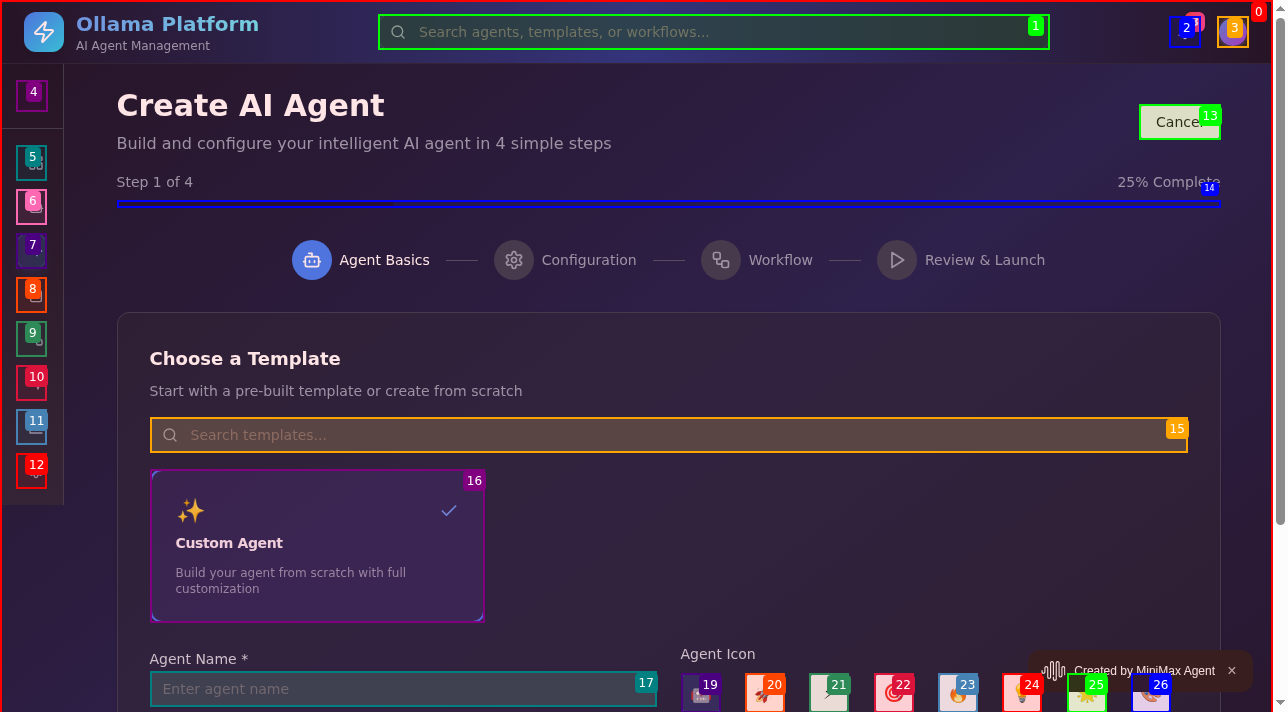 Ollama Platform
AI Agent Management
Search agents, templates, or workflows...
0
1
2
3
4
5
6
7
8
9
10
11
12
Create AI Agent
Build and configure your intelligent AI agent in 4 simple steps
13
Step 1 of 4
25% Complete
14
Agent Basics
Configuration
Workflow
Review & Launch
Choose a Template
Start with a pre-built template or create from scratch
Search templates...
15
16
Custom Agent
Build your agent from scratch with full
customization
Agent Name *
Enter agent name
17
Agent Icon
19
20
21
22
23
24
25
26
Created by MiniMax Agent